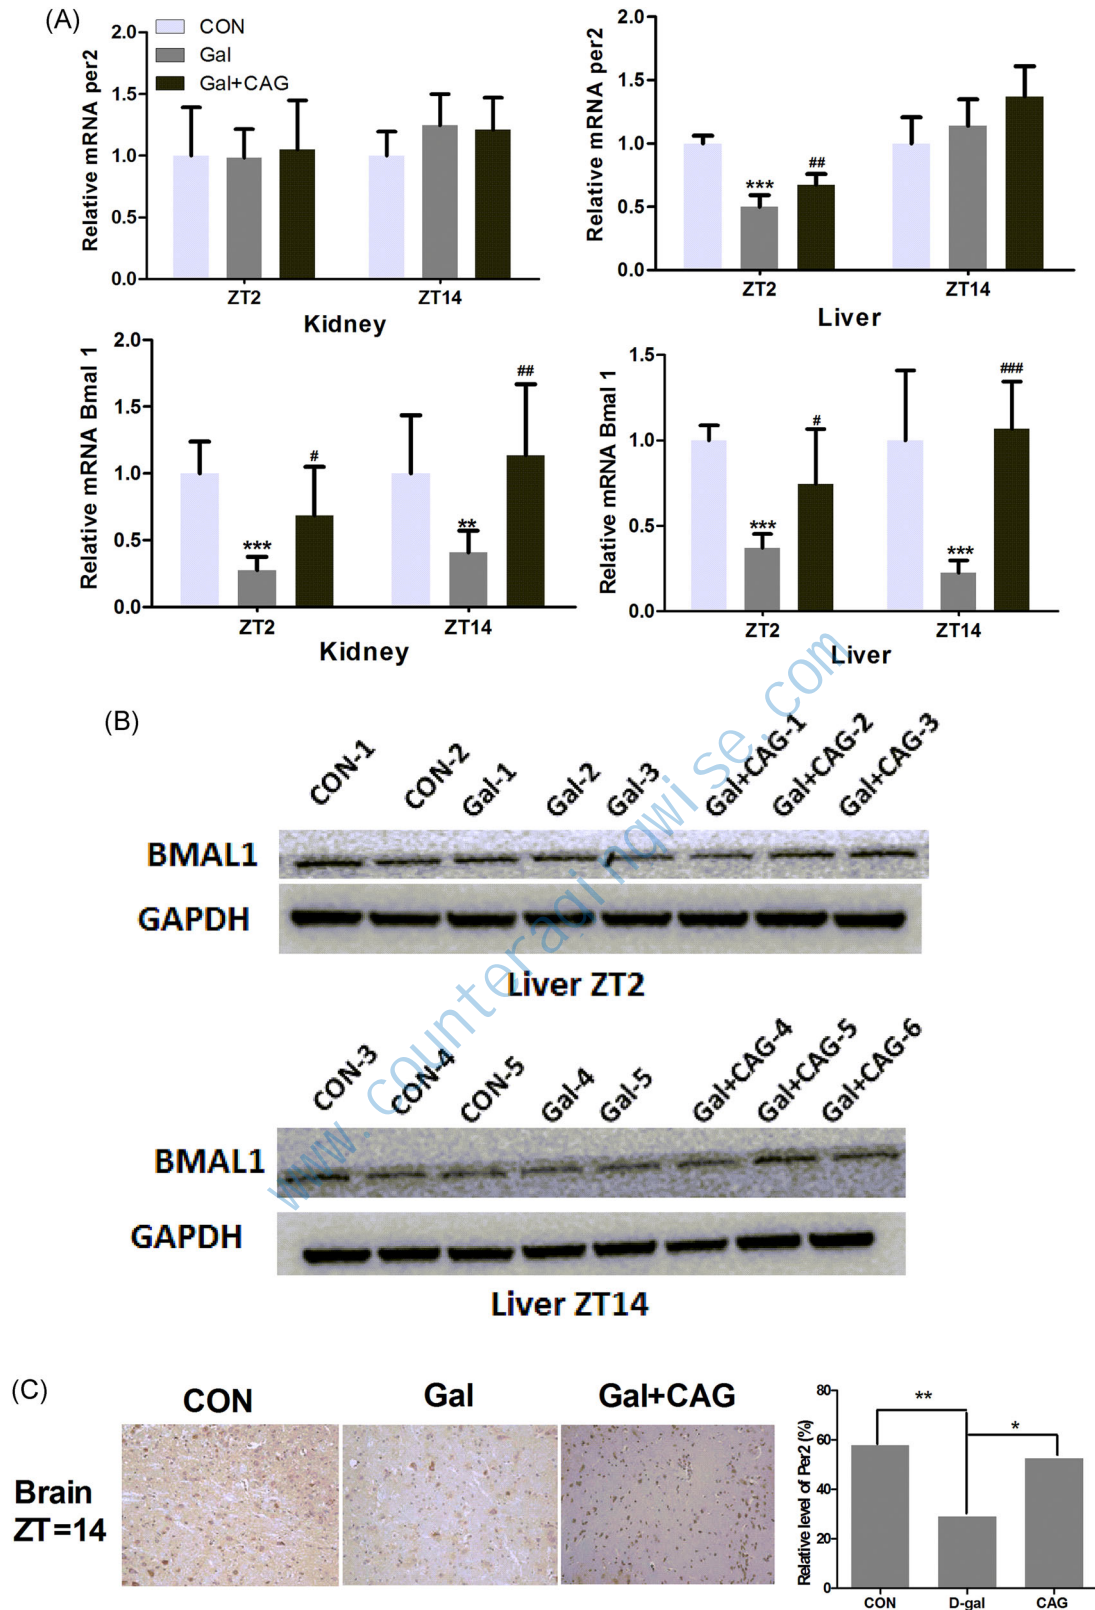 (A)
CON
Gal
Gal+CAG
Relative mRNA per2
2.0
1.5
1.0
0.5
0.0
ZT2
ZT14
Kidney
Relative mRNA per2
2.0
1.5
1.0
0.5
0.0
***
##
ZT2
ZT14
Liver
Relative mRNA Bmal 1
2.0
1.5
1.0
0.5
0.0
***
#
**
##
ZT2
ZT14
Kidney
Relative mRNA Bmal 1
1.5
1.0
0.5
0.0
***
#
***
###
ZT2
ZT14
Liver
(B)
CON-1
CON-2
Gal-1
Gal-2
Gal-3
Gal+CAG-1
Gal+CAG-2
Gal+CAG-3
BMAL1
GAPDH
Liver ZT2
CON-3
CON-4
CON-5
Gal-4
Gal-5
Gal+CAG-4
Gal+CAG-5
Gal+CAG-6
BMAL1
GAPDH
Liver ZT14
www.counteragingwise.com
(C)
CON
Gal
Gal+CAG
Brain
ZT=14
Relative level of Per2 (%)
80
60
40
20
0
**
*
CON
D-gal
CAG